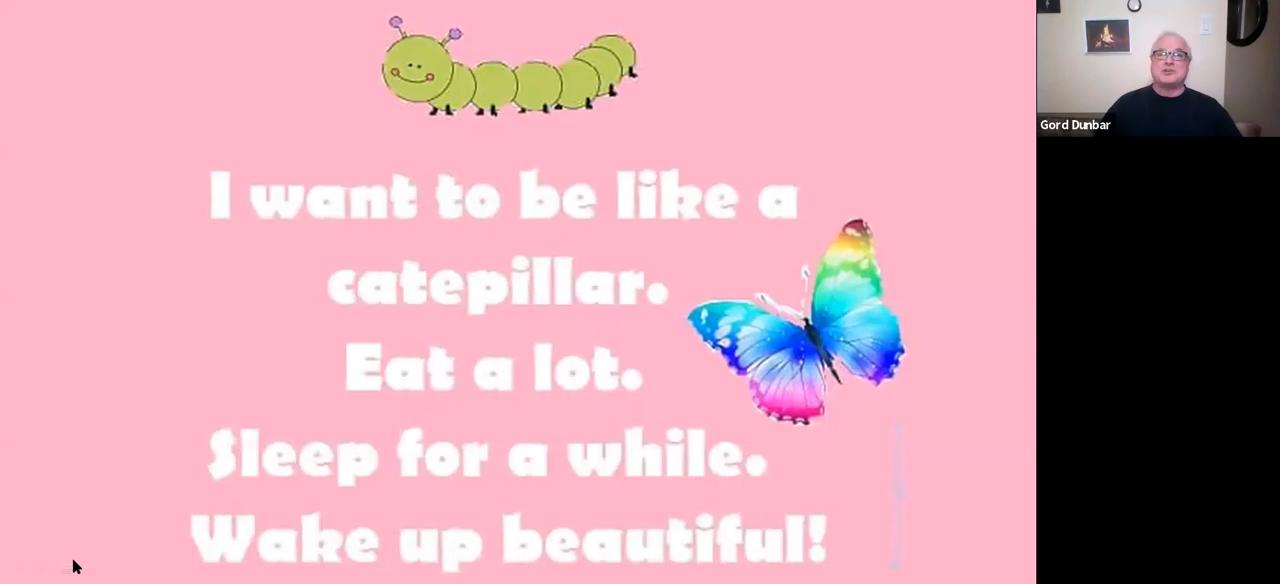 I want to be like a
catepillar.
Eat a lot.
Sleep for a while.
Wake up beautiful!
Gord Dunbar